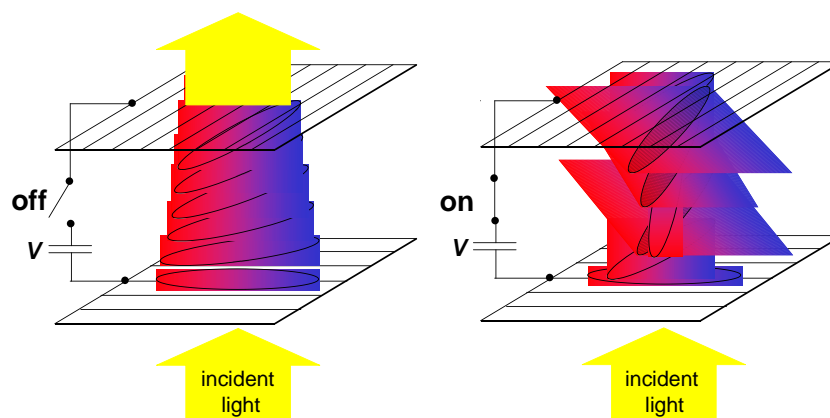 off
V
incident
light
on
V
incident
light